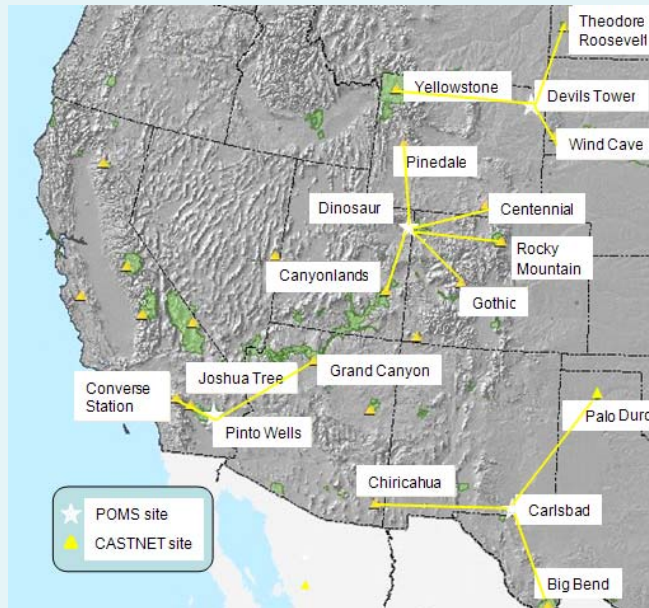 Theodore
Roosevelt
Yellowstone
Devils Tower
Wind Cave
Pinedale
Dinosaur
Centennial
Rocky
Mountain
Canyonlands
Gothic
Joshua Tree
Grand Canyon
Converse
Station
Palo Duro
Pinto Wells
Chiricahua
Carlsbad
POMS site
CASTNET site
Big Bend